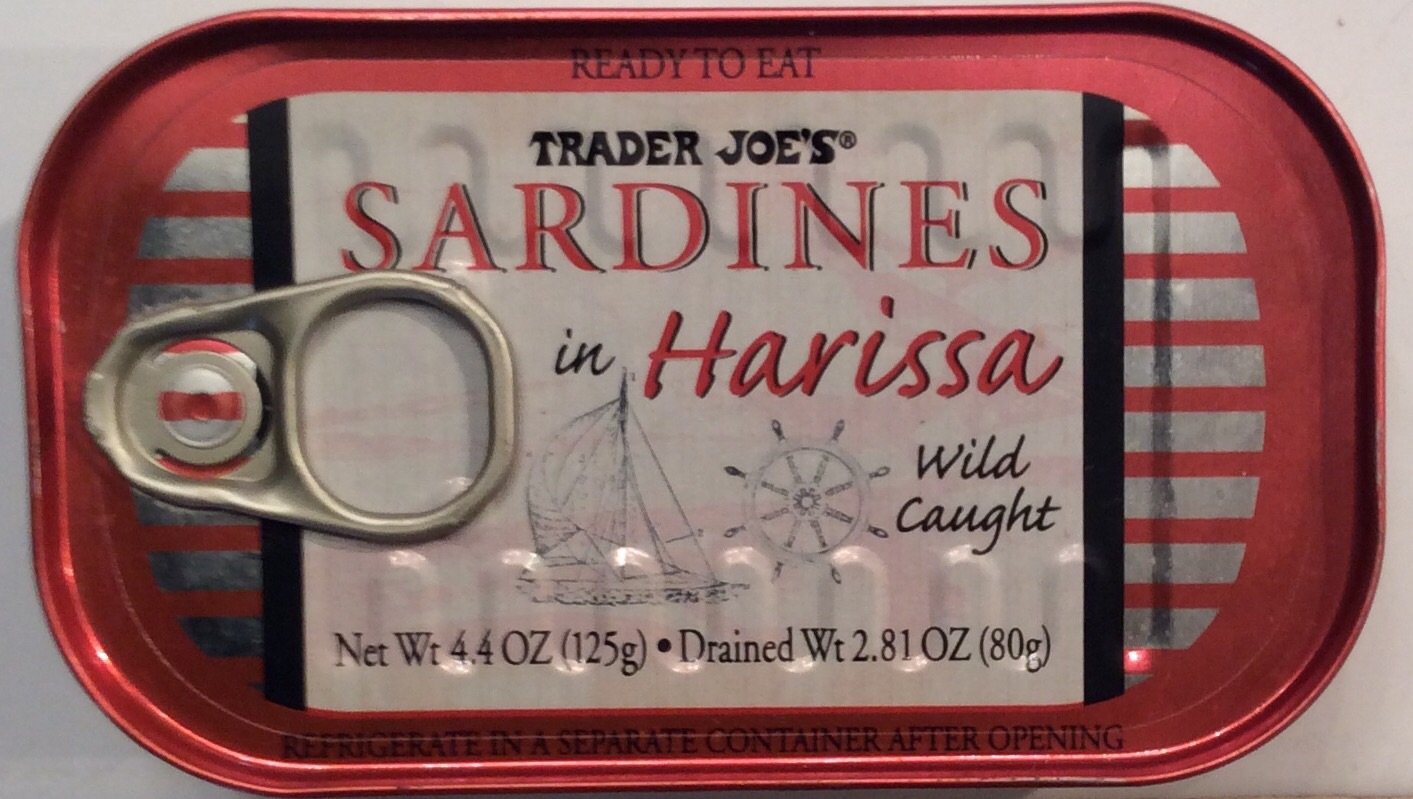 READY TO EAT
TRADER JOE'S®
SARDINES
in Harissa
Wild
Caught
Net Wt 4.4 OZ (125g) • Drained Wt 2.81 OZ (80g)
REFRIGERATE IN A SEPARATE CONTAINER AFTER OPENING